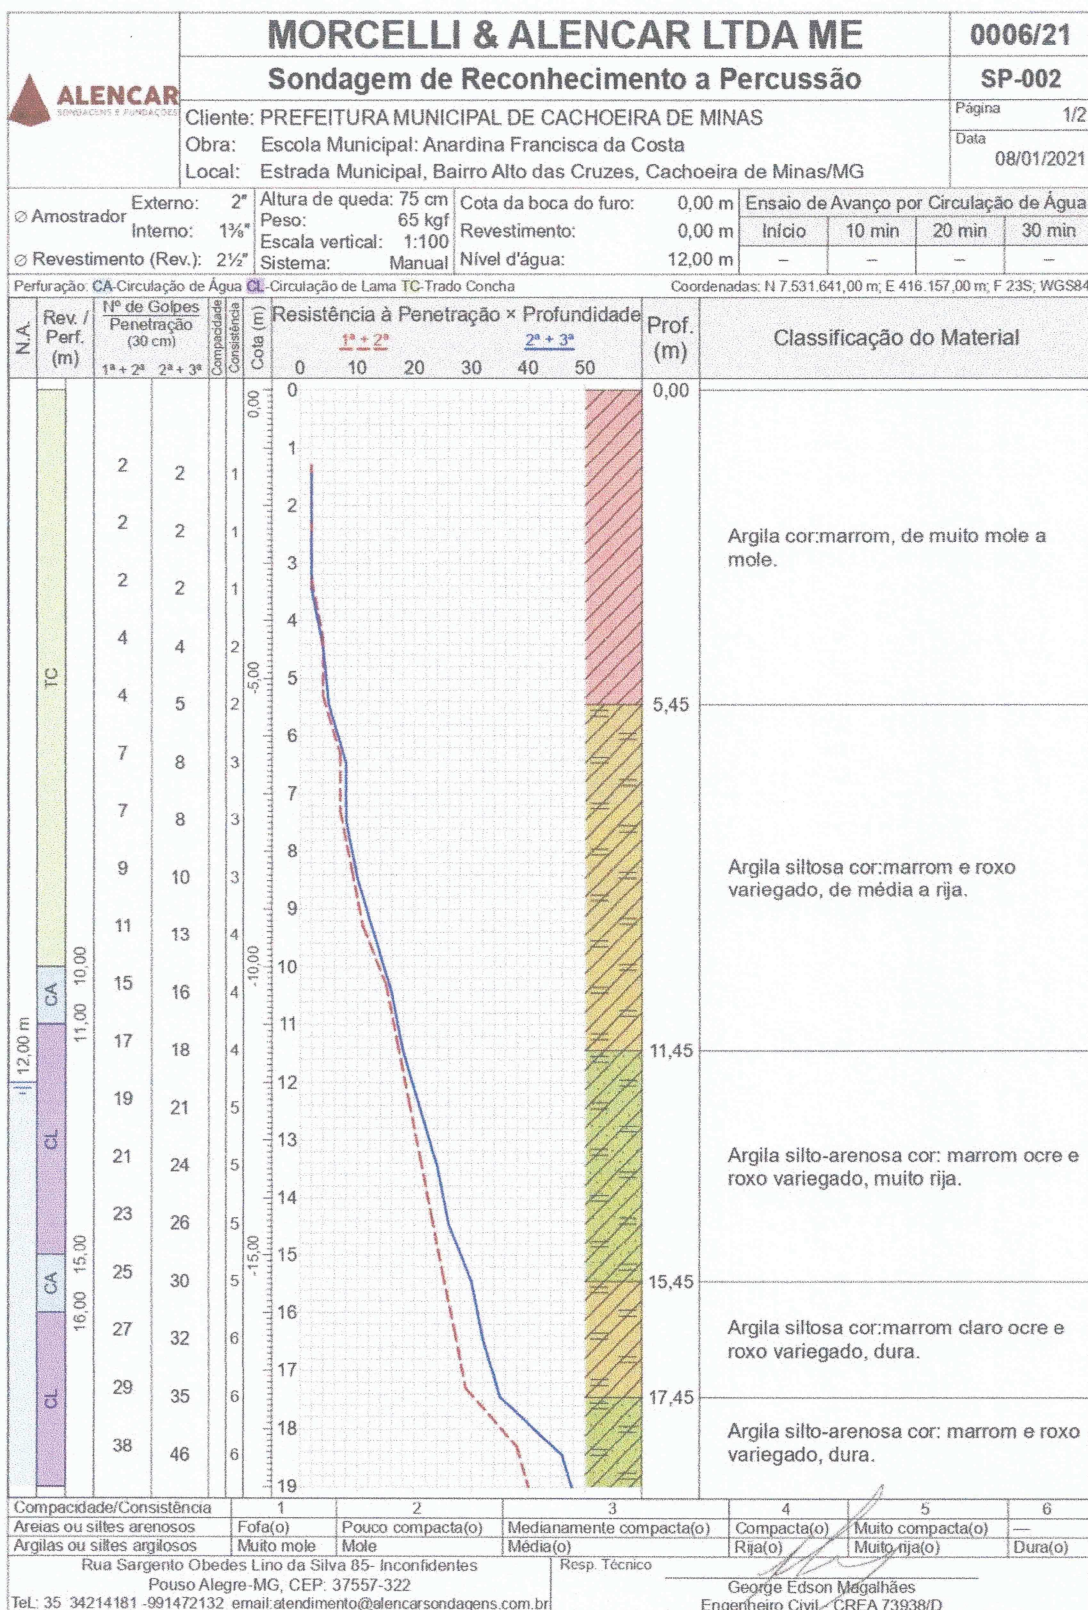 MORCELLI & ALENCAR LTDA ME
0006/21
Sondagem de Reconhecimento a Percussão
SP-002
ALENCAR
SONDAGENS E FUNDAÇÕES
Cliente: PREFEITURA MUNICIPAL DE CACHOEIRA DE MINAS
Página 1/2
Obra: Escola Municipal: Anardina Francisca da Costa
Data
08/01/2021
Local: Estrada Municipal, Bairro Alto das Cruzes, Cachoeira de Minas/MG
∅ Amostrador Externo: 2"
Interno: 1⅜"
∅ Revestimento (Rev.): 2½"
Altura de queda: 75 cm
Peso: 65 kgf
Escala vertical: 1:100
Sistema: Manual
Cota da boca do furo: 0,00 m
Revestimento: 0,00 m
Nível d'água: 12,00 m
Ensaio de Avanço por Circulação de Água
Início 10 min 20 min 30 min
– – – –
Perfuração: CA-Circulação de Água CL-Circulação de Lama TC-Trado Concha
Coordenadas: N 7.531.641,00 m; E 416.157,00 m; F 23S; WGS84
N.A.
Rev. / Perf. (m)
Nº de Golpes
Penetração
(30 cm)
1ª + 2ª 2ª + 3ª
Compacidade
Consistência
Cota (m)
Resistência à Penetração × Profundidade
1ª + 2ª 2ª + 3ª
0 10 20 30 40 50
Prof. (m)
Classificação do Material
0,00 0 0,00
1
2 2 1
2
2 2 1
Argila cor:marrom, de muito mole a
mole.
3
2 2 1
4
4 4 2
TC
-5,00 5
4 5 2
5,45
6
7 8 3
7
7 8 3
8
9 10 3
Argila siltosa cor:marrom e roxo
variegado, de média a rija.
9
11 13 4
10,00 -10,00 10
CA
15 16 4
11,00 11
12,00 m
17 18 4
11,45
12
19 21 5
CL
13
21 24 5
Argila silto-arenosa cor: marrom ocre e
roxo variegado, muito rija.
14
23 26 5
15,00 -15,00 15
CA
25 30 5
15,45
16,00 16
27 32 6
Argila siltosa cor:marrom claro ocre e
roxo variegado, dura.
17
CL
29 35 6
17,45
18
38 46 6
Argila silto-arenosa cor: marrom e roxo
variegado, dura.
19
Compacidade/Consistência 1 2 3 4 5 6
Areias ou siltes arenosos Fofa(o) Pouco compacta(o) Medianamente compacta(o) Compacta(o) Muito compacta(o) —
Argilas ou siltes argilosos Muito mole Mole Média(o) Rija(o) Muito rija(o) Dura(o)
Rua Sargento Obedes Lino da Silva 85- Inconfidentes
Pouso Alegre-MG, CEP: 37557-322
TeL: 35 34214181 -991472132 email:atendimento@alencarsondagens.com.br
Resp. Técnico
George Edson Magalhães
Engenheiro Civil - CREA 73938/D